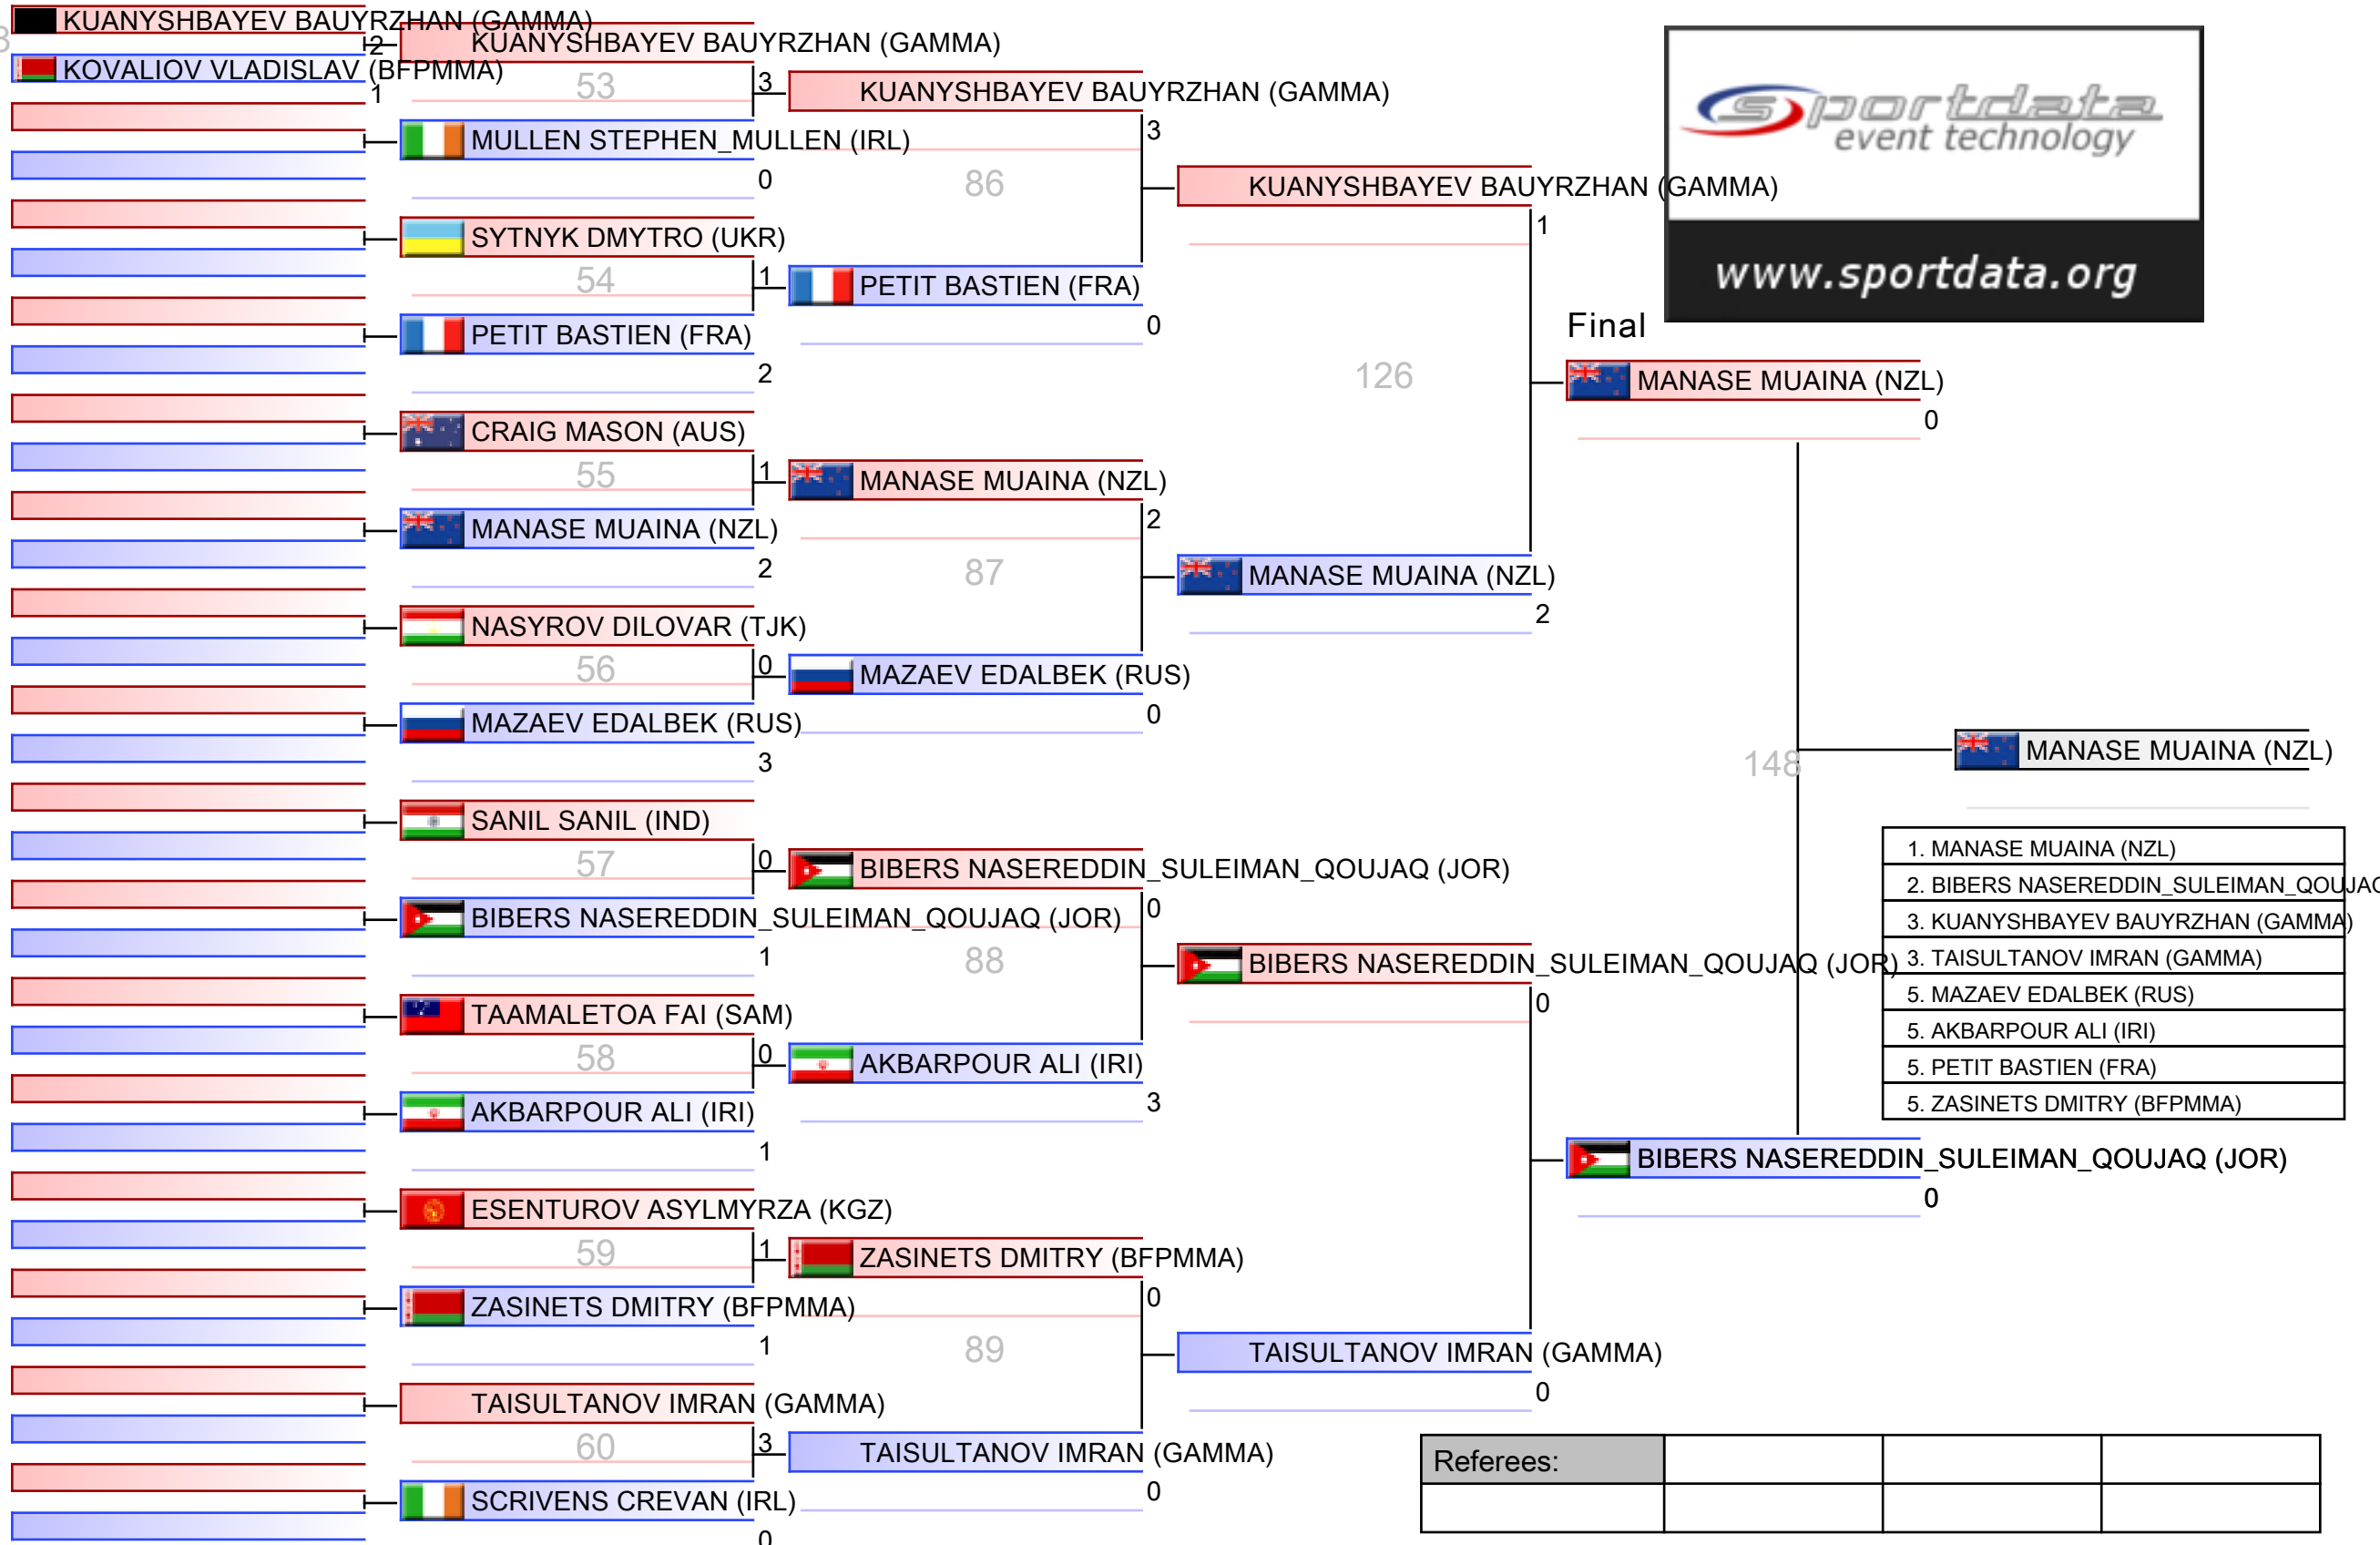 KUANYSHBAYEV BAUYRZHAN (GAMMA)
3
2
KOVALIOV VLADISLAV (BFPMMA)
1
KUANYSHBAYEV BAUYRZHAN (GAMMA)
53
3
MULLEN STEPHEN_MULLEN (IRL)
0
SYTNYK DMYTRO (UKR)
54
1
PETIT BASTIEN (FRA)
2
CRAIG MASON (AUS)
55
1
MANASE MUAINA (NZL)
2
NASYROV DILOVAR (TJK)
56
0
MAZAEV EDALBEK (RUS)
3
SANIL SANIL (IND)
57
0
BIBERS NASEREDDIN_SULEIMAN_QOUJAQ (JOR)
1
TAAMALETOA FAI (SAM)
58
0
AKBARPOUR ALI (IRI)
1
ESENTUROV ASYLMYRZA (KGZ)
59
1
ZASINETS DMITRY (BFPMMA)
1
TAISULTANOV IMRAN (GAMMA)
60
3
SCRIVENS CREVAN (IRL)
0
KUANYSHBAYEV BAUYRZHAN (GAMMA)
3
86
PETIT BASTIEN (FRA)
0
MANASE MUAINA (NZL)
2
87
MAZAEV EDALBEK (RUS)
0
BIBERS NASEREDDIN_SULEIMAN_QOUJAQ (JOR)
0
88
AKBARPOUR ALI (IRI)
3
ZASINETS DMITRY (BFPMMA)
0
89
TAISULTANOV IMRAN (GAMMA)
0
KUANYSHBAYEV BAUYRZHAN (GAMMA)
1
126
MANASE MUAINA (NZL)
2
BIBERS NASEREDDIN_SULEIMAN_QOUJAQ (JOR)
0
TAISULTANOV IMRAN (GAMMA)
0
sportdata
event technology
www.sportdata.org
Final
MANASE MUAINA (NZL)
0
148
BIBERS NASEREDDIN_SULEIMAN_QOUJAQ (JOR)
0
MANASE MUAINA (NZL)
1. MANASE MUAINA (NZL)
2. BIBERS NASEREDDIN_SULEIMAN_QOUJAQ
3. KUANYSHBAYEV BAUYRZHAN (GAMMA)
3. TAISULTANOV IMRAN (GAMMA)
5. MAZAEV EDALBEK (RUS)
5. AKBARPOUR ALI (IRI)
5. PETIT BASTIEN (FRA)
5. ZASINETS DMITRY (BFPMMA)
Referees: